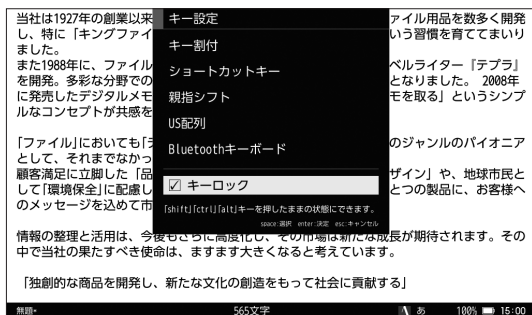 当社は1927年の創業以来
ァイル用品を数多く開発
し、特に「キングファイ
いう習慣を育ててまいり
ました。
また1988年に、ファイル
ベルライター『テプラ』
を開発。多彩な分野での
となりました。 2008年
に発売したデジタルメモ
モを取る」というシンプ
ルなコンセプトが共感を
「ファイル」においても「
のジャンルのパイオニア
として、それまでなかっ
顧客満足に立脚した「品
ザイン」や、地球市民と
して「環境保全」に配慮し
とつの製品に、お客様へ
のメッセージを込めて市
キー設定
キー割付
ショートカットキー
親指シフト
US配列
Bluetoothキーボード
☑ キーロック
「shift」「ctrl」「alt」キーを押したままの状態にできます。
space:選択 enter:決定 esc:キャンセル
情報の整理と活用は、今後もさらに高度化し、その市場は新たな成長が期待されます。その
中で当社の果たすべき使命は、ますます大きくなると考えています。
「独創的な商品を開発し、新たな文化の創造をもって社会に貢献する」
無題* 565文字 あ 100% 15:00